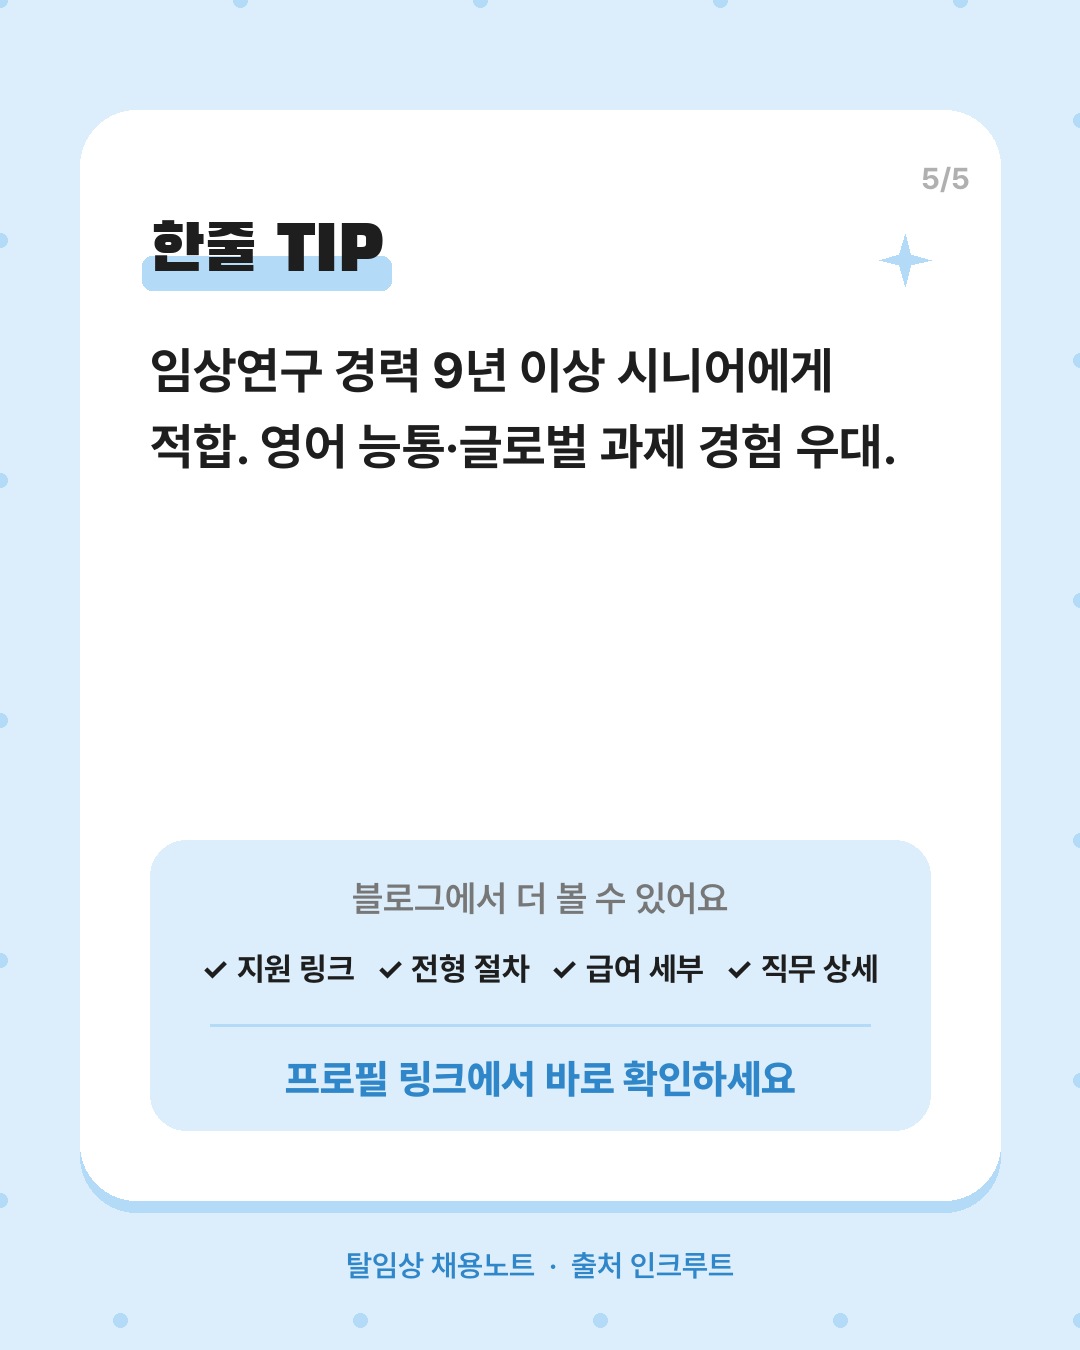 5/5
한줄 TIP
임상연구 경력 9년 이상 시니어에게
적합. 영어 능통·글로벌 과제 경험 우대.
블로그에서 더 볼 수 있어요
✓ 지원 링크 ✓ 전형 절차 ✓ 급여 세부 ✓ 직무 상세
프로필 링크에서 바로 확인하세요
탈임상 채용노트 · 출처 인크루트